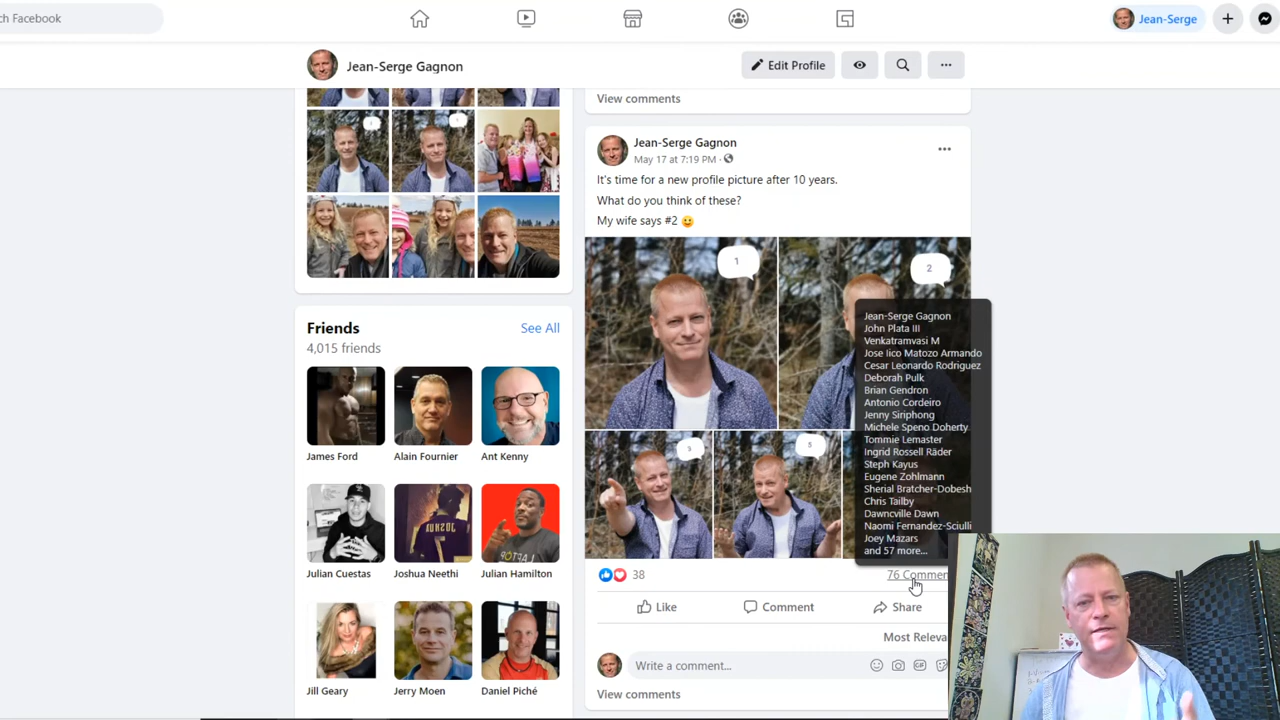 ch Facebook
Jean-Serge
Jean-Serge Gagnon
Edit Profile
View comments
Jean-Serge Gagnon
May 17 at 7:19 PM ·
It's time for a new profile picture after 10 years.
What do you think of these?
My wife says #2
1
2
Jean-Serge Gagnon
John Plata III
Venkatramvasi M
Jose Iico Matozo Armando
Cesar Leonardo Rodriguez
Deborah Pulk
Brian Gendron
Antonio Cordeiro
Jenny Siriphong
Michele Speno Doherty
Tommie Lemaster
Ingrid Rossell Räder
Steph Kayus
Eugene Zohlmann
Sherial Bratcher-Dobesh
Chris Tailby
Dawncville Dawn
Naomi Fernandez-Sciulli
Joey Mazars
and 57 more...
38
76 Commen
Like
Comment
Share
Most Releva
Write a comment...
GIF
View comments
Friends
See All
4,015 friends
James Ford
Alain Fournier
Ant Kenny
Julian Cuestas
Joshua Neethi
Julian Hamilton
Jill Geary
Jerry Moen
Daniel Piché